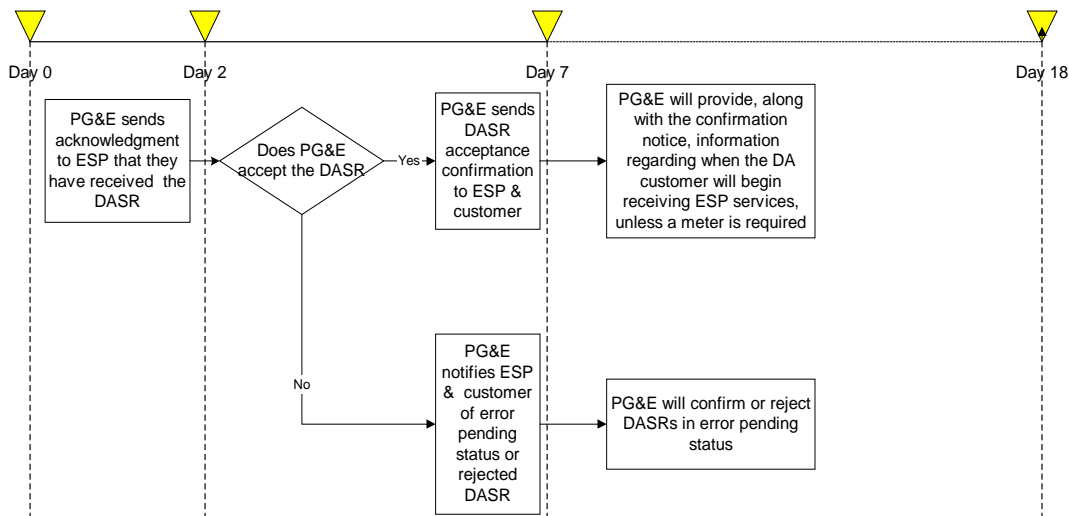 Day 0
Day 2
Day 7
Day 18
PG&E sends
acknowledgment
to ESP that they
have received the
DASR
Does PG&E
accept the DASR
Yes
PG&E sends
DASR
acceptance
confirmation
to ESP &
customer
PG&E will provide, along
with the confirmation
notice, information
regarding when the DA
customer will begin
receiving ESP services,
unless a meter is required
No
PG&E
notifies ESP
& customer
of error
pending
status or
rejected
DASR
PG&E will confirm or reject
DASRs in error pending
status